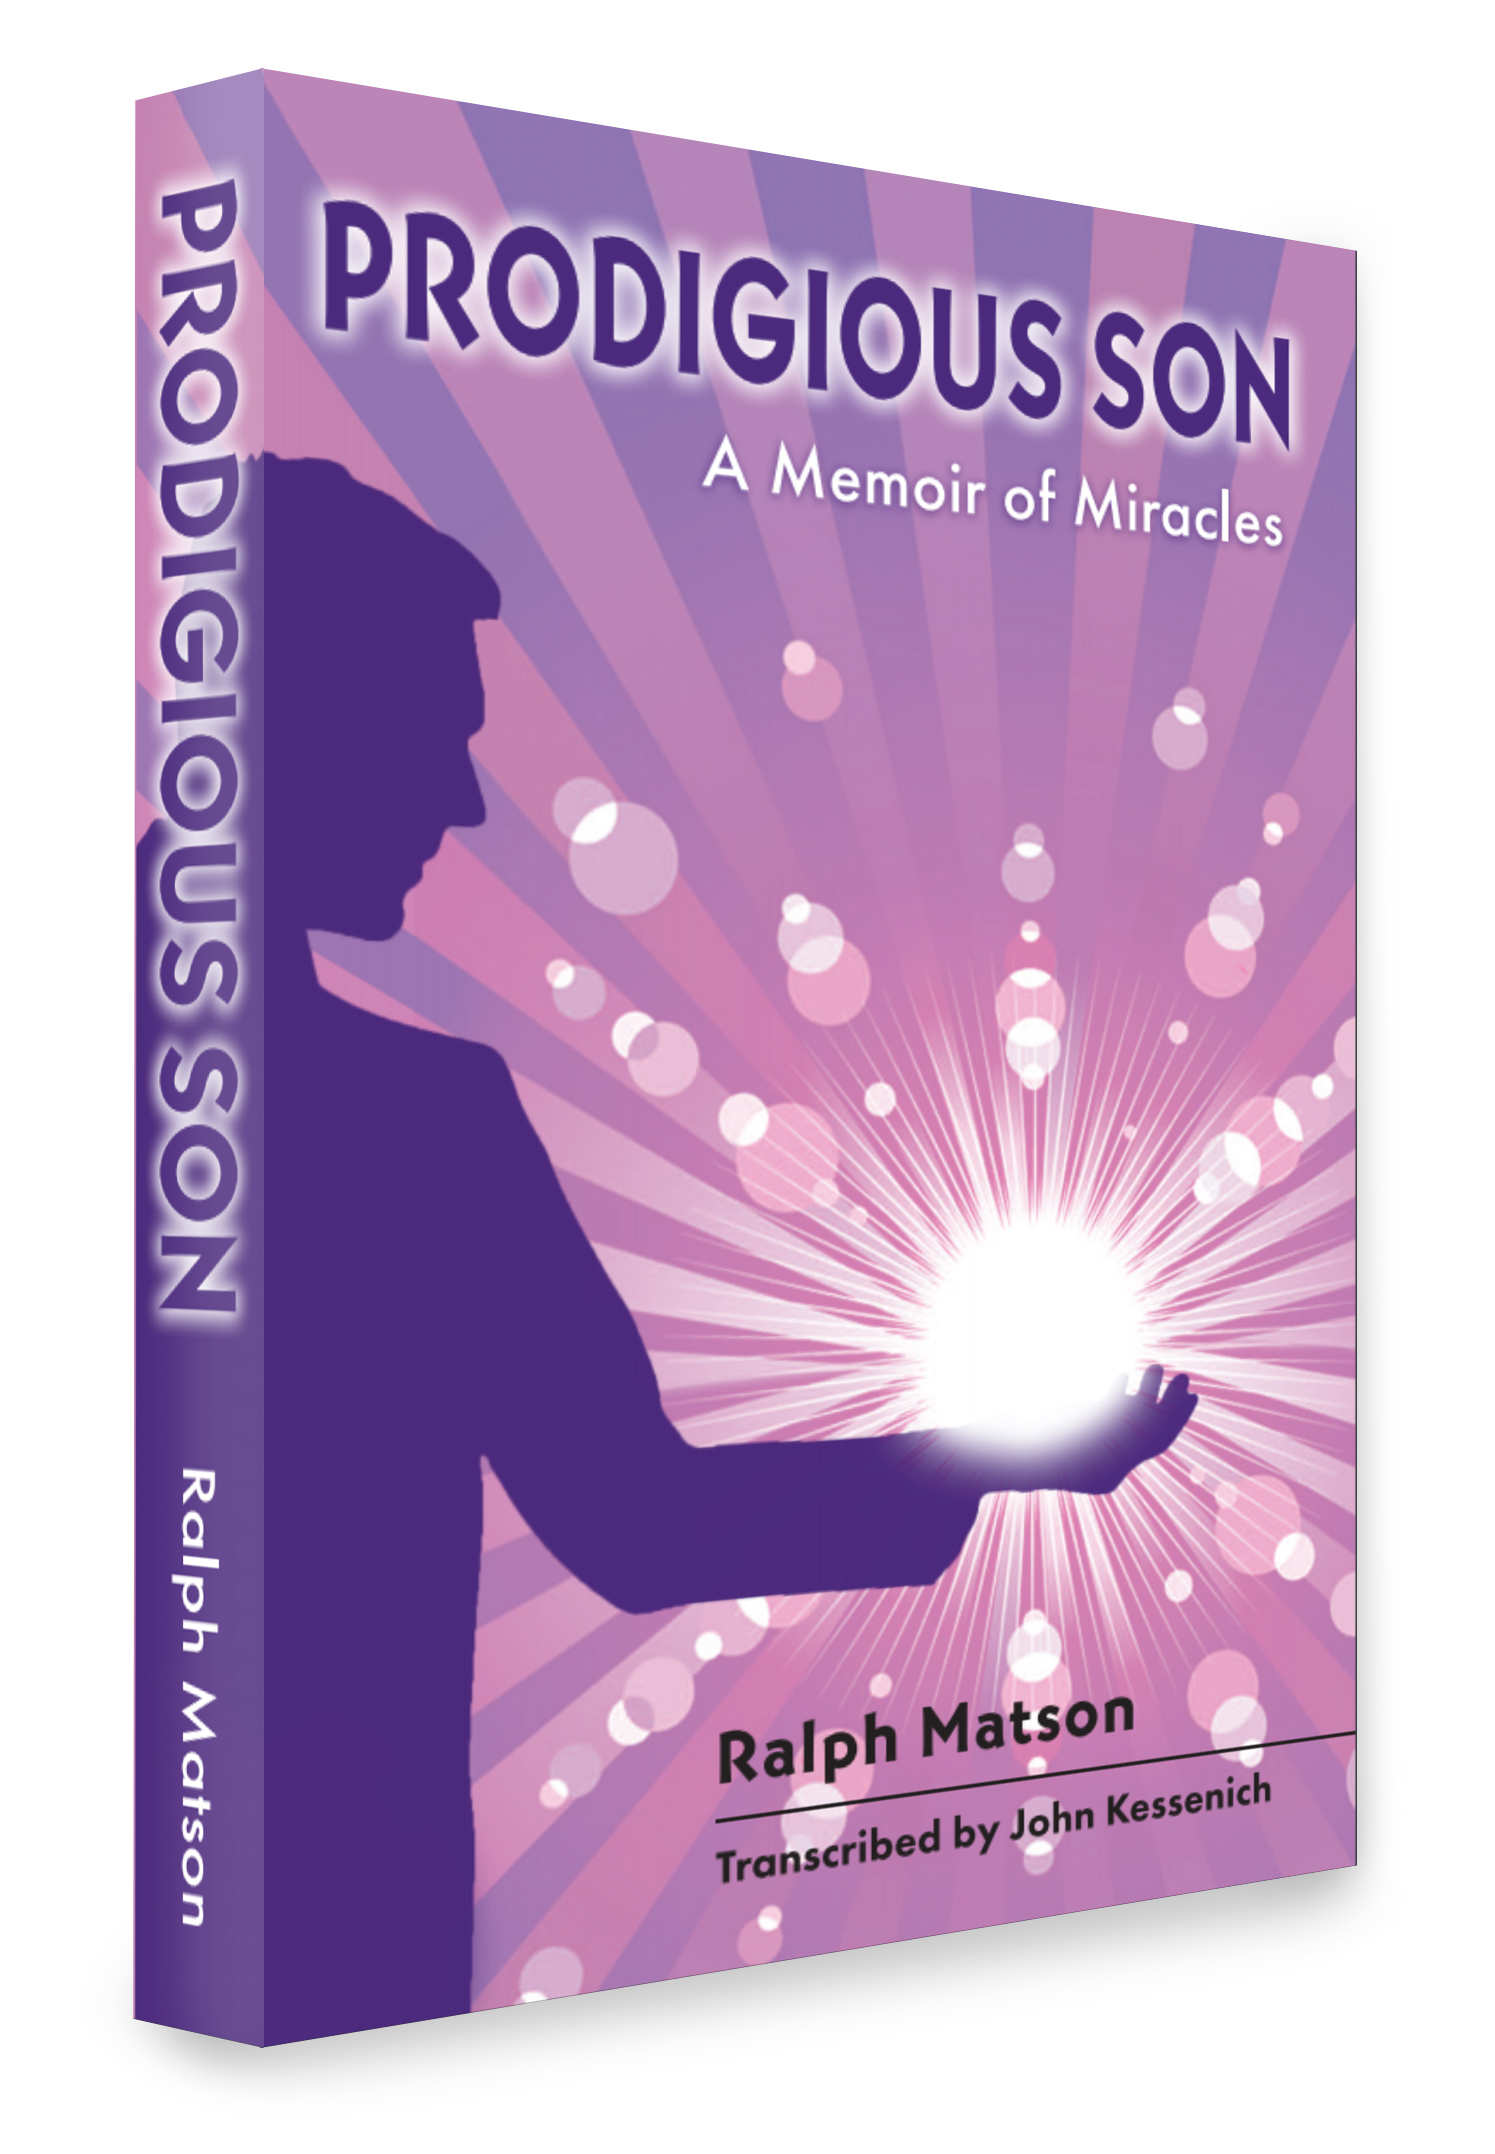 PRODIGIOUS SON
Ralph Matson
PRODIGIOUS SON
A Memoir of Miracles
Ralph Matson
Transcribed by John Kessenich